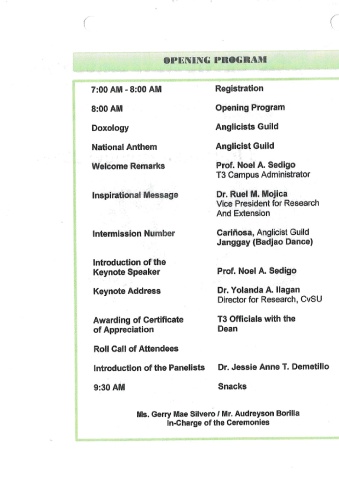 OPENING PROGRAM
7:00 AM - 8:00 AM Registration
8:00 AM Opening Program
Doxology Anglicists Guild
National Anthem Anglicist Guild
Welcome Remarks Prof. Noel A. Sedigo
T3 Campus Administrator
Inspirational Message Dr. Ruel M. Mojica
Vice President for Research
And Extension
Intermission Number Cariñosa, Anglicist Guild
Janggay (Badjao Dance)
Introduction of the
Keynote Speaker Prof. Noel A. Sedigo
Keynote Address Dr. Yolanda A. Ilagan
Director for Research, CvSU
Awarding of Certificate T3 Officials with the
of Appreciation Dean
Roll Call of Attendees
Introduction of the Panelists Dr. Jessie Anne T. Demetillo
9:30 AM Snacks
Ms. Gerry Mae Silvero / Mr. Audreyson Borilla
In-Charge of the Ceremonies